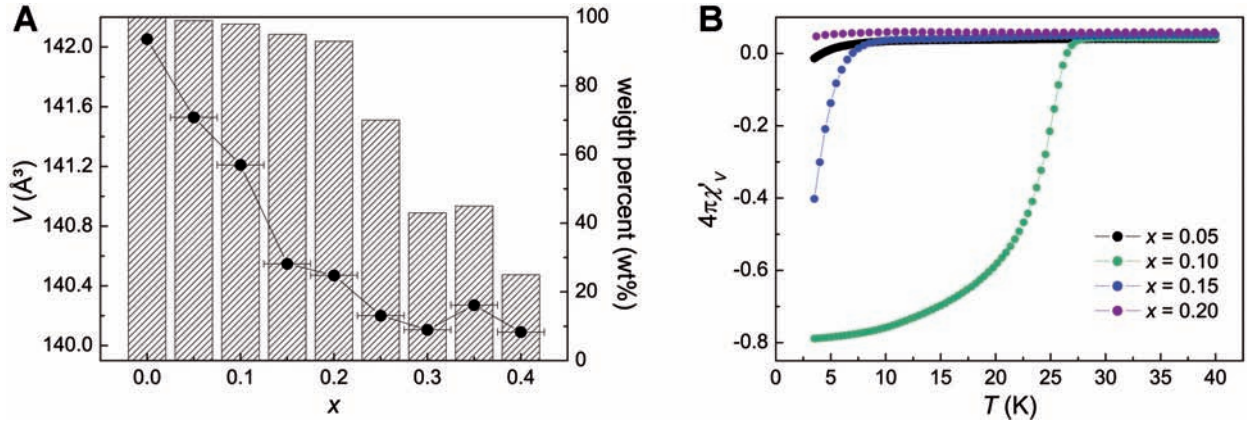 A
V (Å³)
142.0
141.6
141.2
140.8
140.4
140.0
0.0
0.1
0.2
0.3
0.4
x
100
80
60
40
20
0
weigth percent (wt%)
B
4πχ'ᵥ
0.0
-0.2
-0.4
-0.6
-0.8
x = 0.05
x = 0.10
x = 0.15
x = 0.20
5
10
15
20
25
30
35
40
T (K)